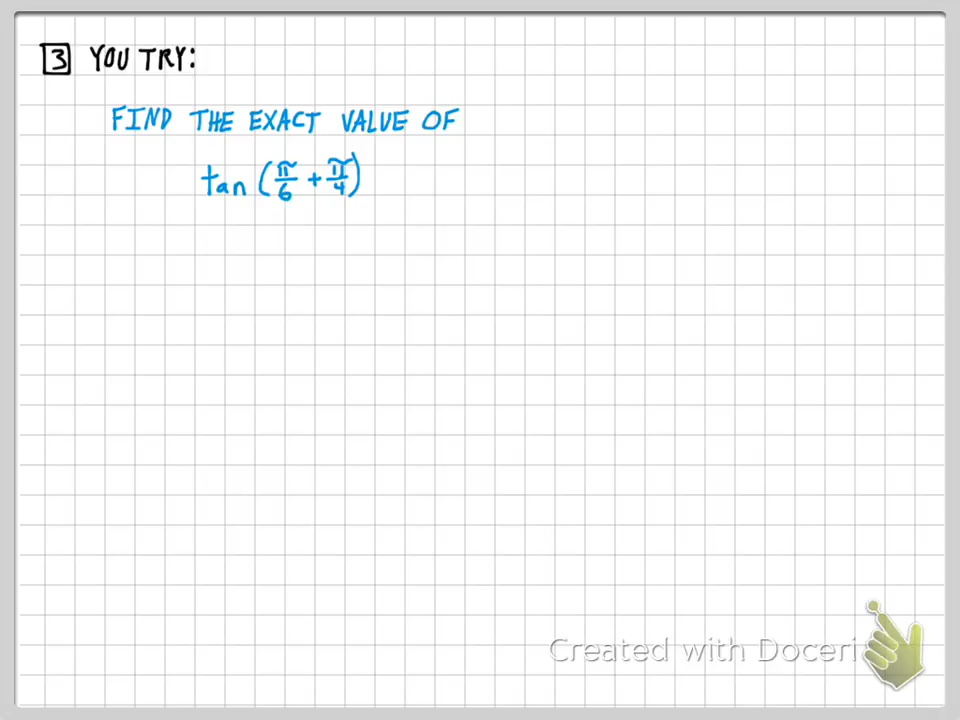 3 YOU TRY:
FIND THE EXACT VALUE OF
tan (π/6 + π/4)
Created with Doceri